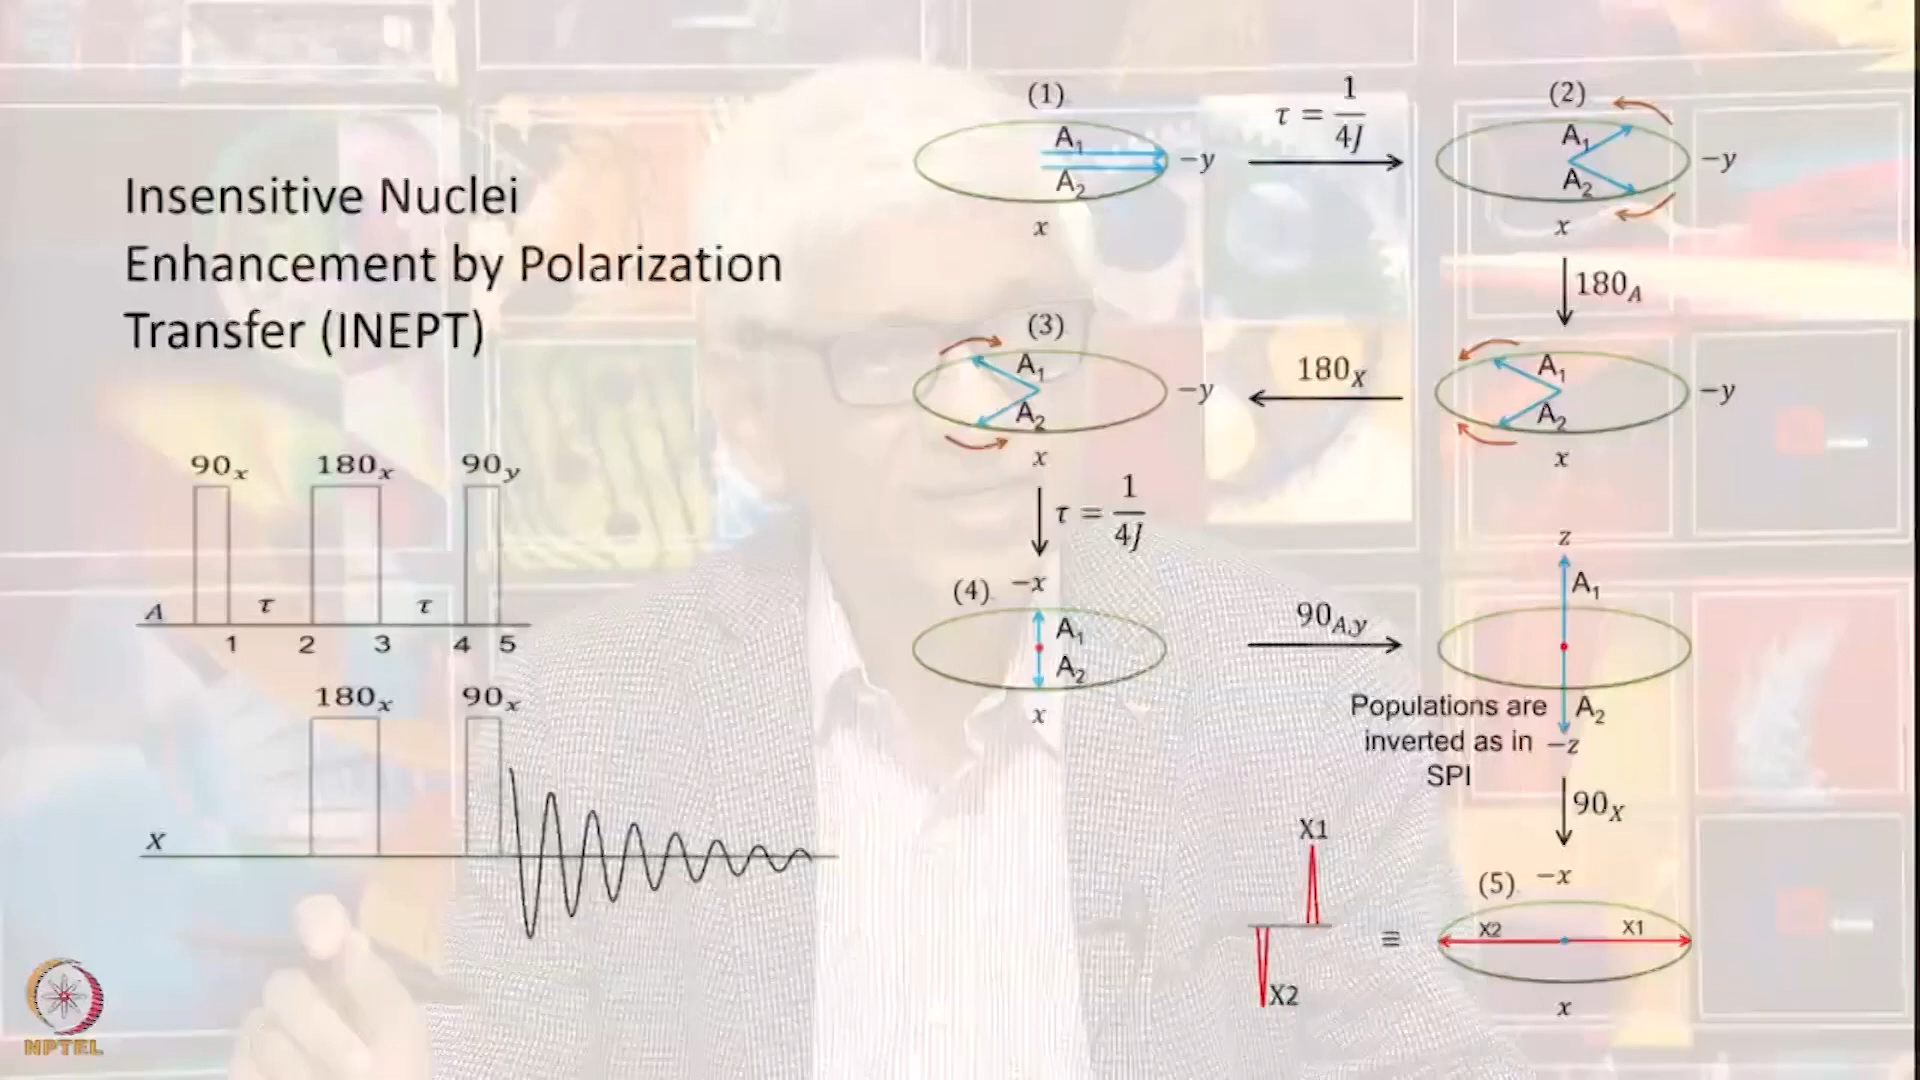 Insensitive Nuclei
Enhancement by Polarization
Transfer (INEPT)
90x 180x 90y
A τ τ
1 2 3 4 5
180x 90x
X
(1)
A1
A2
−y
x
τ = 1/4J
(2)
A1
A2
−y
x
180A
A1
A2
−y
x
180X
(3)
A1
A2
−y
x
τ = 1/4J
(4) −x
A1
A2
x
90A,y
z
A1
A2
−z
Populations are
inverted as in
SPI
90X
(5) −x
X2 X1
x
X1
≡
X2
NPTEL